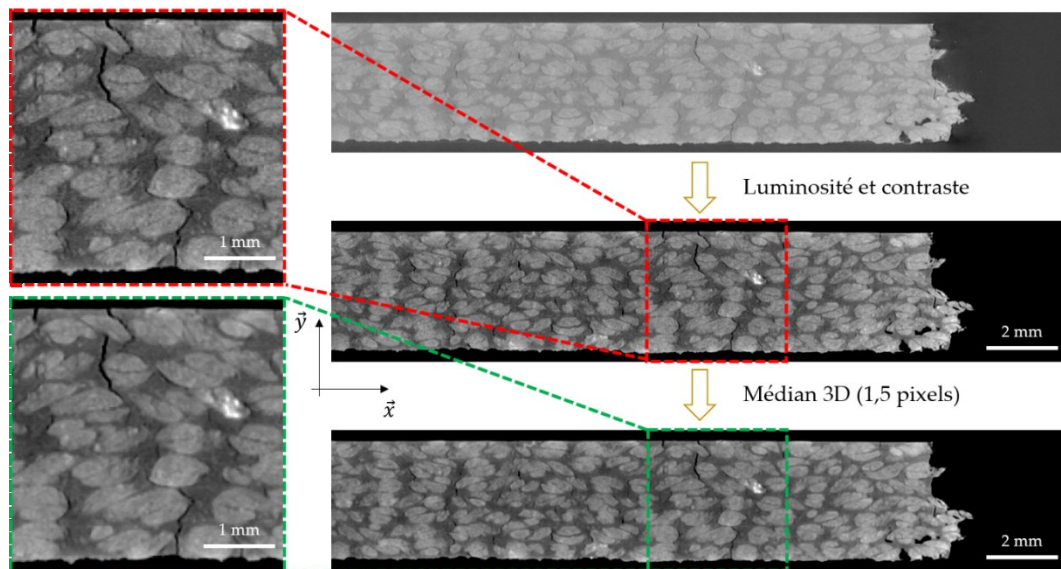 1 mm
Luminosité et contraste
2 mm
1 mm
y
x
Médian 3D (1,5 pixels)
2 mm